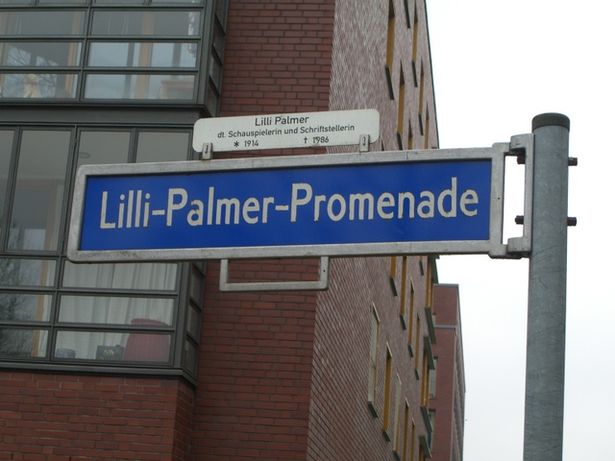 Lilli Palmer
dt. Schauspielerin und Schriftstellerin
* 1914 † 1986
Lilli-Palmer-Promenade